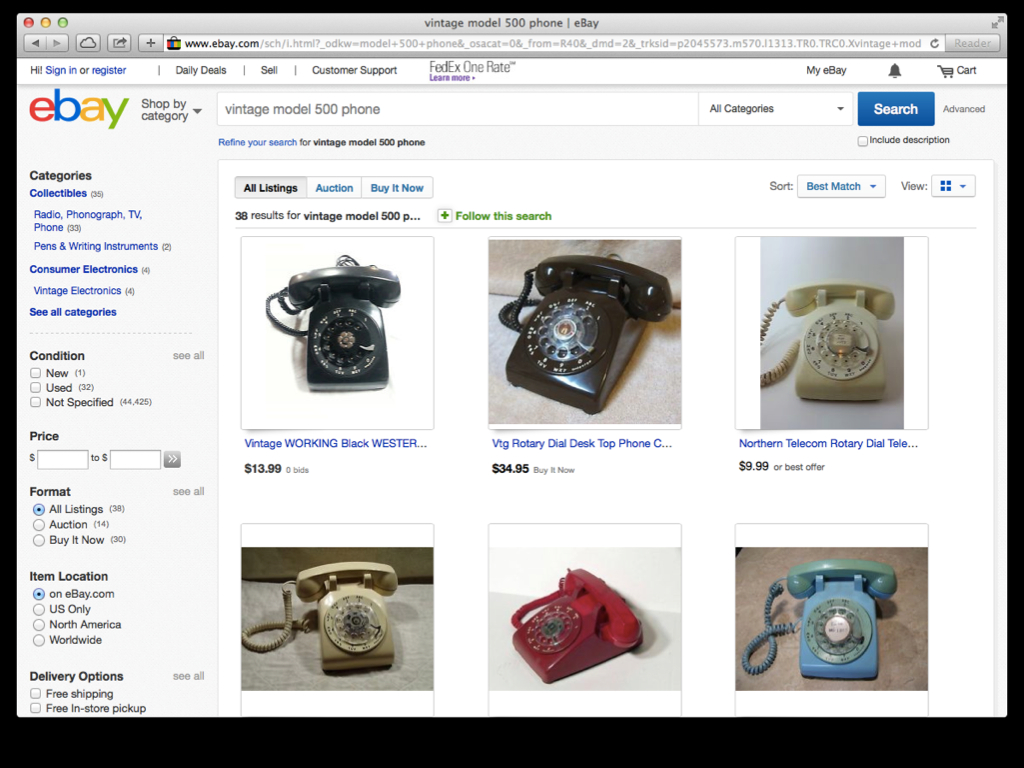 vintage model 500 phone | eBay
www.ebay.com/sch/i.html?_odkw=model+500+phone&_osacat=0&_from=R40&_dmd=2&_trksid=p2045573.m570.l1313.TR0.TRC0.Xvintage+mod
Reader
Hi! Sign in or register | Daily Deals | Sell | Customer Support
FedEx One Rate℠
Learn more
My eBay
Cart
ebay
Shop by
category
vintage model 500 phone
All Categories
Search
Advanced
Refine your search for vintage model 500 phone
Include description
Categories
Collectibles (35)
Radio, Phonograph, TV,
Phone (33)
Pens & Writing Instruments (2)
Consumer Electronics (4)
Vintage Electronics (4)
See all categories
Condition see all
New (1)
Used (32)
Not Specified (44,425)
Price
$ to $
Format see all
All Listings (38)
Auction (14)
Buy It Now (30)
Item Location
on eBay.com
US Only
North America
Worldwide
Delivery Options see all
Free shipping
Free In-store pickup
All Listings Auction Buy It Now
Sort: Best Match
View:
38 results for vintage model 500 p... Follow this search
Vintage WORKING Black WESTER...
$13.99 0 bids
Vtg Rotary Dial Desk Top Phone C...
$34.95 Buy It Now
Northern Telecom Rotary Dial Tele...
$9.99 or best offer